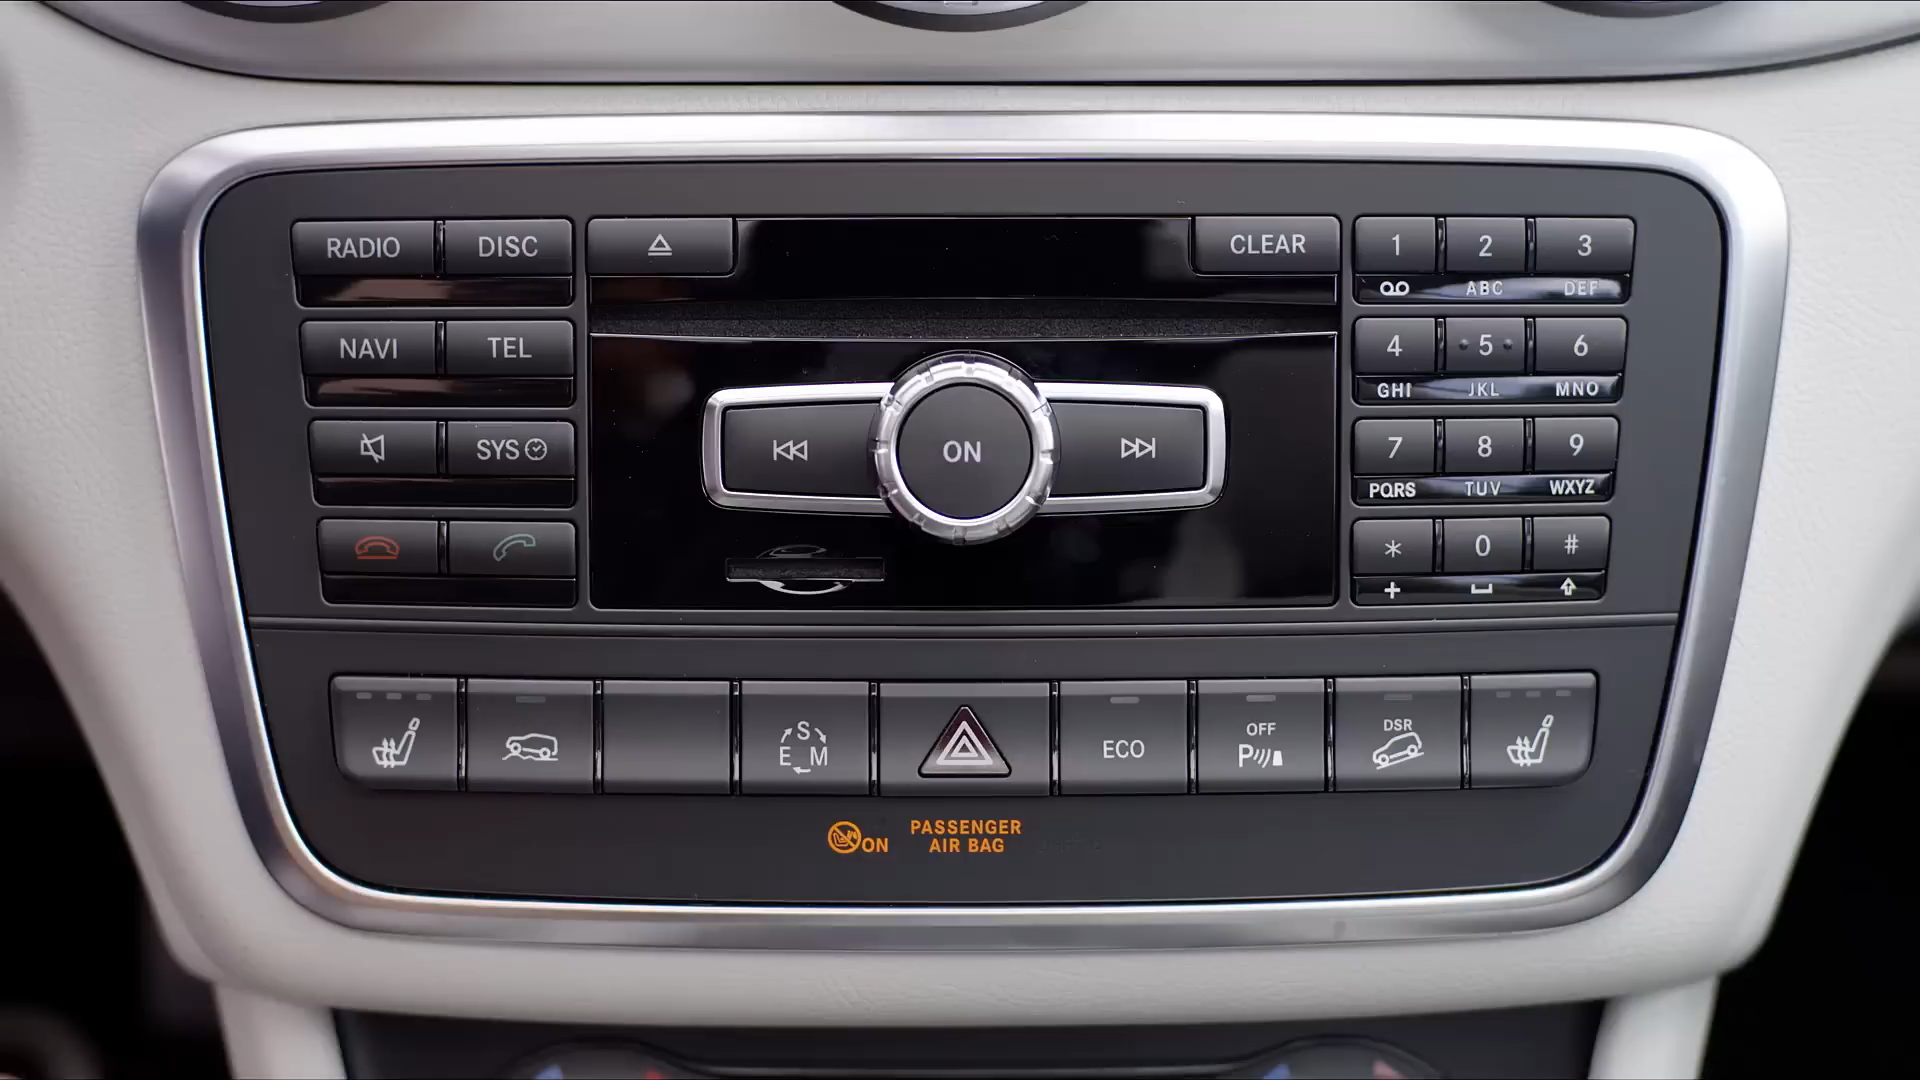 RADIO DISC CLEAR 1 2 3
ABC DEF
NAVI TEL 4 5 6
GHI JKL MNO
SYS ON 7 8 9
PQRS TUV WXYZ
* 0 #
+
S
E M
ECO
OFF
P
DSR
ON
PASSENGER
AIR BAG